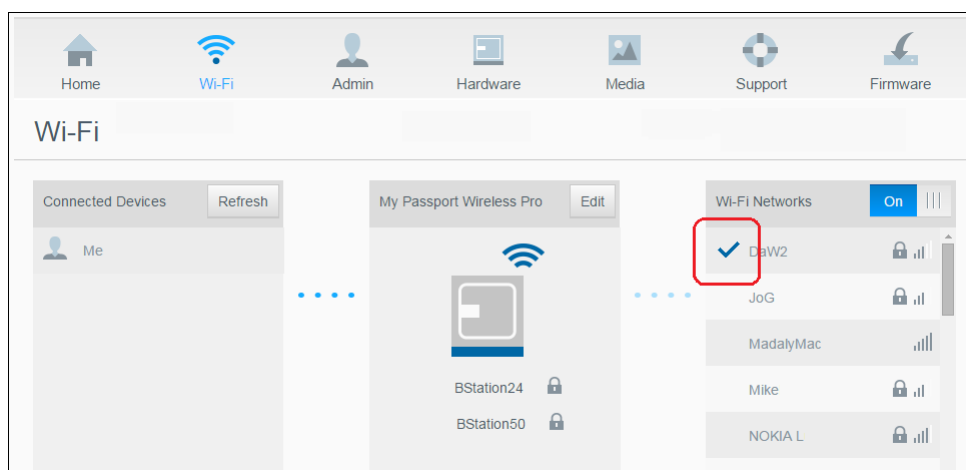 Home Wi-Fi Admin Hardware Media Support Firmware
Wi-Fi
Connected Devices Refresh
Me
My Passport Wireless Pro Edit
BStation24
BStation50
Wi-Fi Networks On
DaW2
JoG
MadalyMac
Mike
NOKIA L